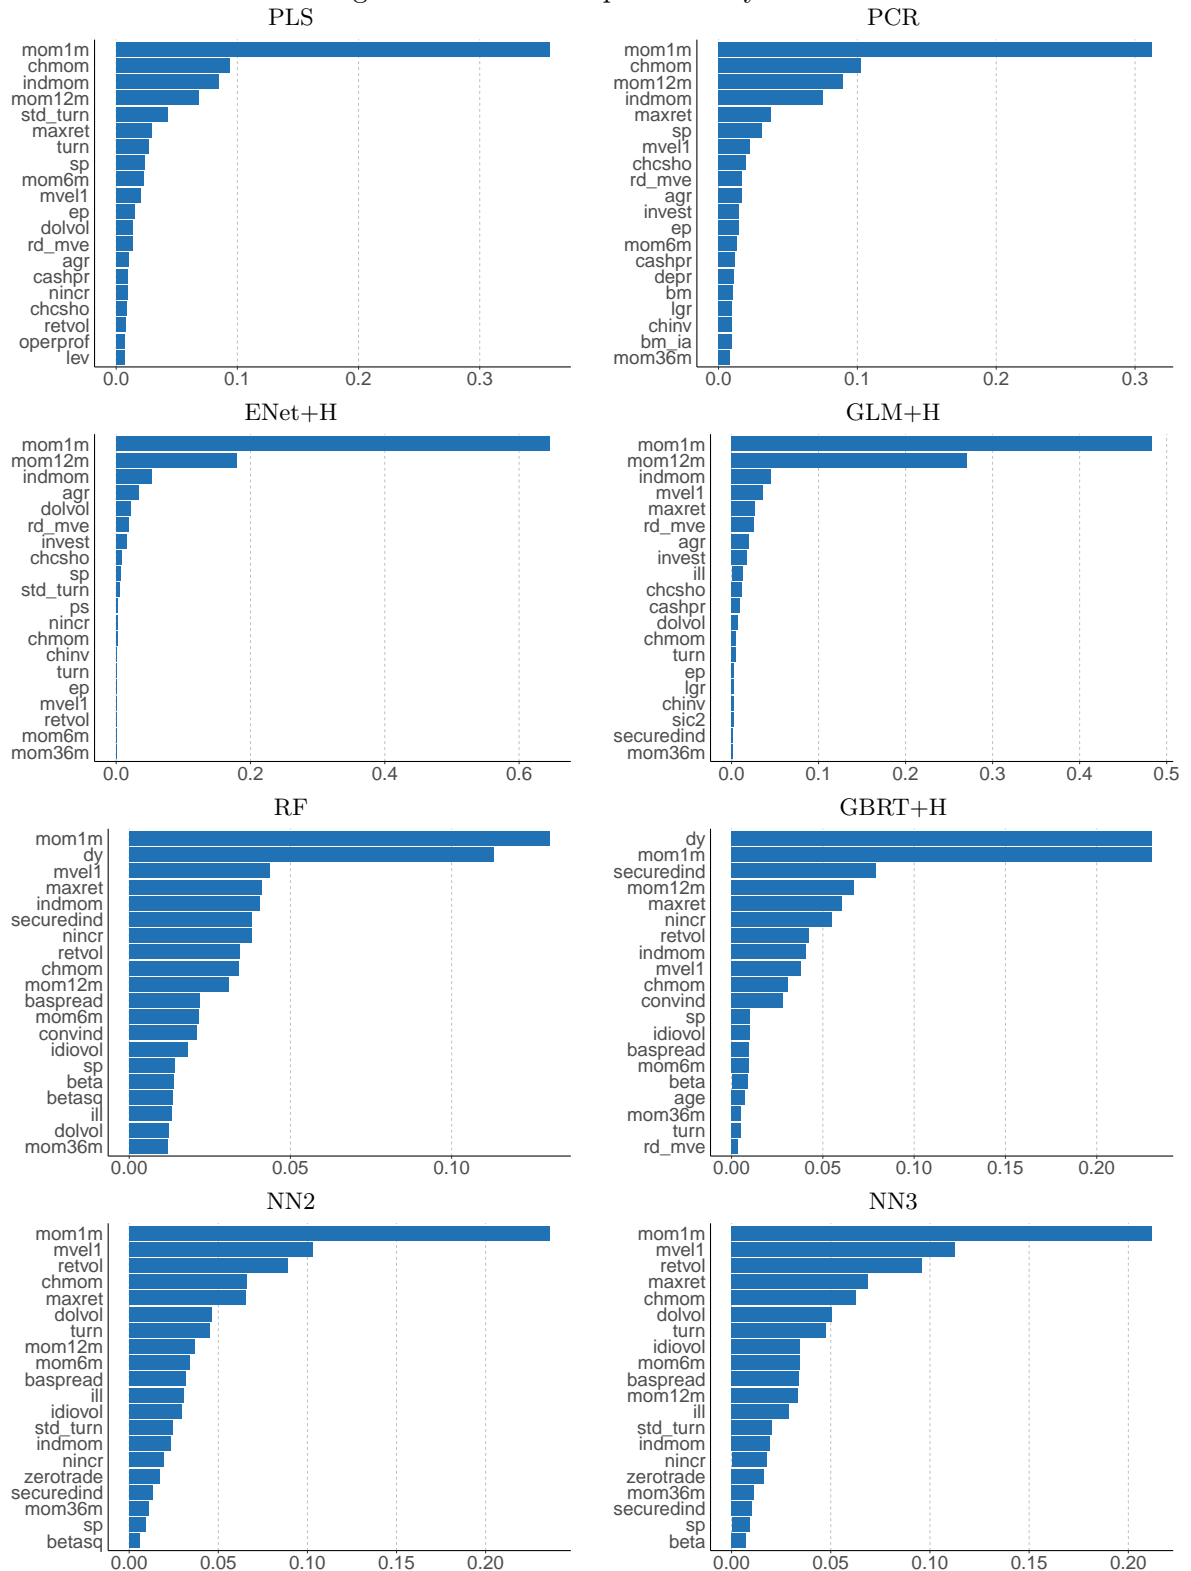 PLS
mom1m
chmom
indmom
mom12m
std_turn
maxret
turn
sp
mom6m
mvel1
ep
dolvol
rd_mve
agr
cashpr
nincr
chcsho
retvol
operprof
lev
0.0 0.1 0.2 0.3
PCR
mom1m
chmom
mom12m
indmom
maxret
sp
mvel1
chcsho
rd_mve
agr
invest
ep
mom6m
cashpr
depr
bm
lgr
chinv
bm_ia
mom36m
0.0 0.1 0.2 0.3
ENet+H
mom1m
mom12m
indmom
agr
dolvol
rd_mve
invest
chcsho
sp
std_turn
ps
nincr
chmom
chinv
turn
ep
mvel1
retvol
mom6m
mom36m
0.0 0.2 0.4 0.6
GLM+H
mom1m
mom12m
indmom
mvel1
maxret
rd_mve
agr
invest
ill
chcsho
cashpr
dolvol
chmom
turn
ep
lgr
chinv
sic2
securedind
mom36m
0.0 0.1 0.2 0.3 0.4 0.5
RF
mom1m
dy
mvel1
maxret
indmom
securedind
nincr
retvol
chmom
mom12m
baspread
mom6m
convind
idiovol
sp
beta
betasq
ill
dolvol
mom36m
0.00 0.05 0.10
GBRT+H
dy
mom1m
securedind
mom12m
maxret
nincr
retvol
indmom
mvel1
chmom
convind
sp
idiovol
baspread
mom6m
beta
age
mom36m
turn
rd_mve
0.00 0.05 0.10 0.15 0.20
NN2
mom1m
mvel1
retvol
chmom
maxret
dolvol
turn
mom12m
mom6m
baspread
ill
idiovol
std_turn
indmom
nincr
zerotrade
securedind
mom36m
sp
betasq
0.00 0.05 0.10 0.15 0.20
NN3
mom1m
mvel1
retvol
maxret
chmom
dolvol
turn
idiovol
mom6m
baspread
mom12m
ill
std_turn
indmom
nincr
zerotrade
mom36m
securedind
sp
beta
0.00 0.05 0.10 0.15 0.20